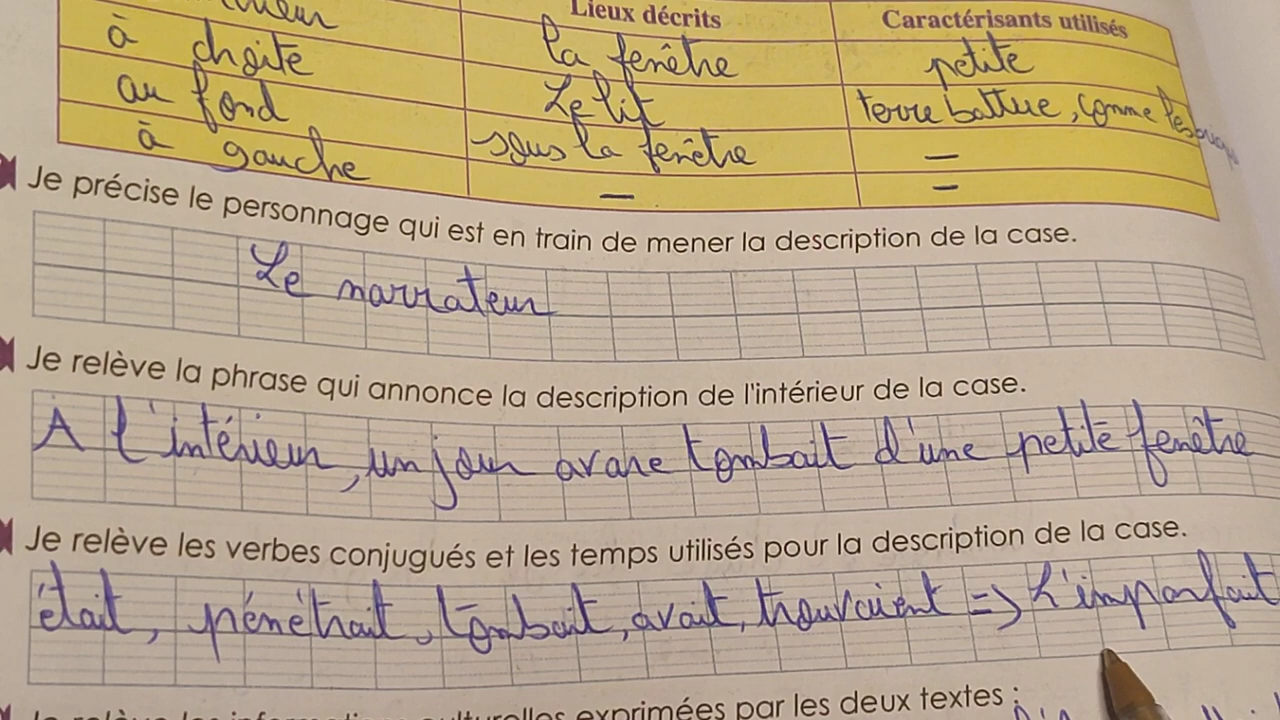 Lieux décrits Caractérisants utilisés
à droite la fenêtre petite
au fond Le lit terre battue, comme les
à gauche sous la fenêtre —
— —
Je précise le personnage qui est en train de mener la description de la case.
Le narrateur
Je relève la phrase qui annonce la description de l'intérieur de la case.
A l'intérieur, un jour avare tombait d'une petite fenêtre
Je relève les verbes conjugués et les temps utilisés pour la description de la case.
était, pénétrait, tombait, avait, trouvaient => L'imparfait
exprimées par les deux textes :